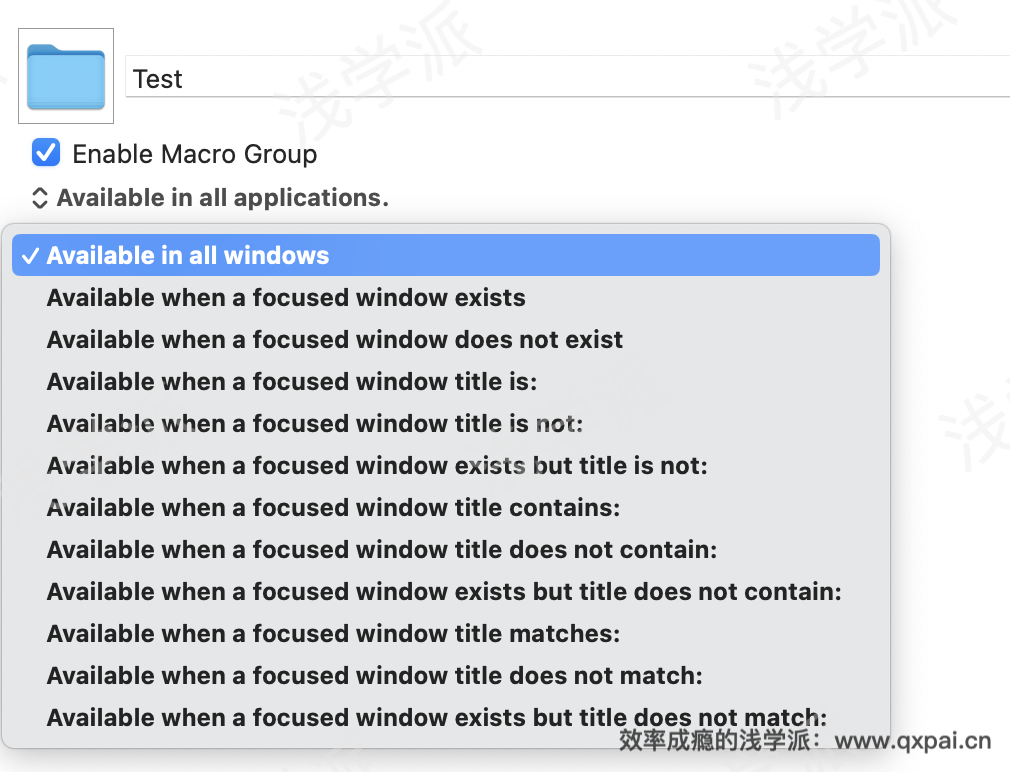 Test
Enable Macro Group
Available in all applications.
Available in all windows
Available when a focused window exists
Available when a focused window does not exist
Available when a focused window title is:
Available when a focused window title is not:
Available when a focused window exists but title is not:
Available when a focused window title contains:
Available when a focused window title does not contain:
Available when a focused window exists but title does not contain:
Available when a focused window title matches:
Available when a focused window title does not match:
Available when a focused window exists but title does not match:
效率成瘾的浅学派：www.qxpai.cn
浅学派
浅学派
浅